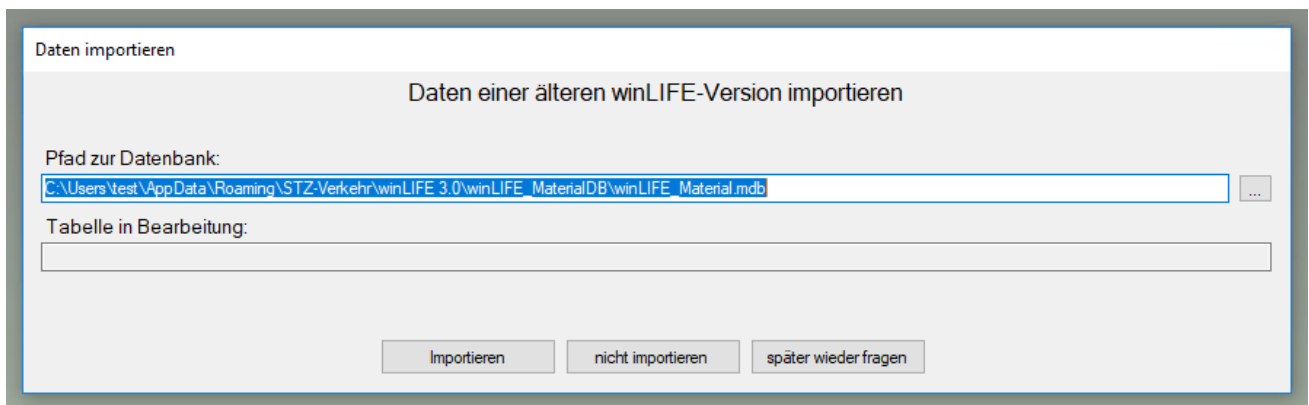 Daten importieren
Daten einer älteren winLIFE-Version importieren
Pfad zur Datenbank:
C:\Users\test\AppData\Roaming\STZ-Verkehr\winLIFE 3.0\winLIFE_MaterialDB\winLIFE_Material.mdb ...
Tabelle in Bearbeitung:
Importieren nicht importieren später wieder fragen